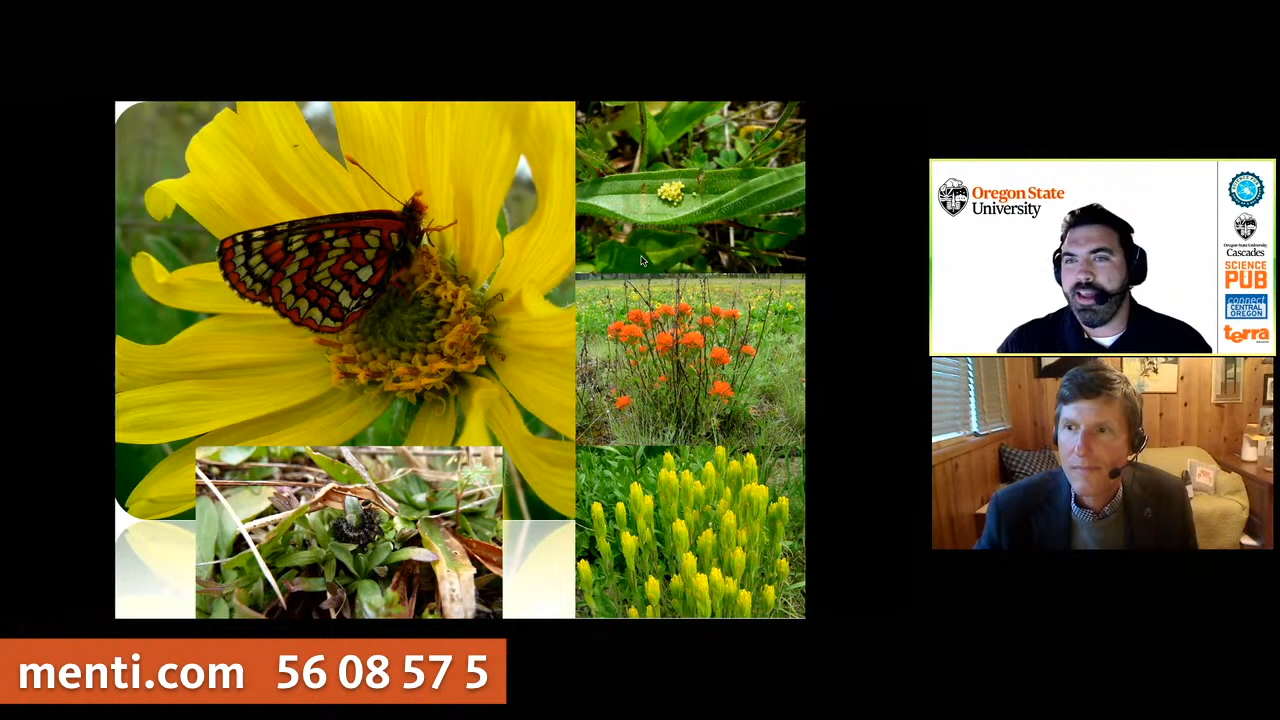 Oregon State
University
Oregon State University
Cascades
SCIENCE
PUB
connect
CENTRAL
OREGON
terra
menti.com 56 08 57 5